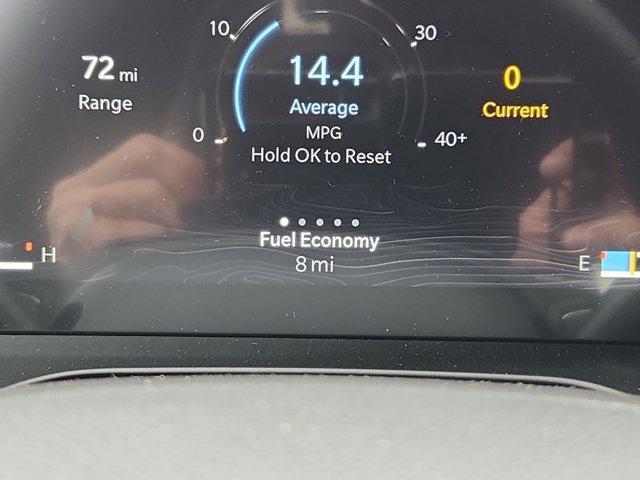 10
30
72 mi
Range
14.4
Average
MPG
Hold OK to Reset
0
Current
0
40+
Fuel Economy
8 mi
H
E